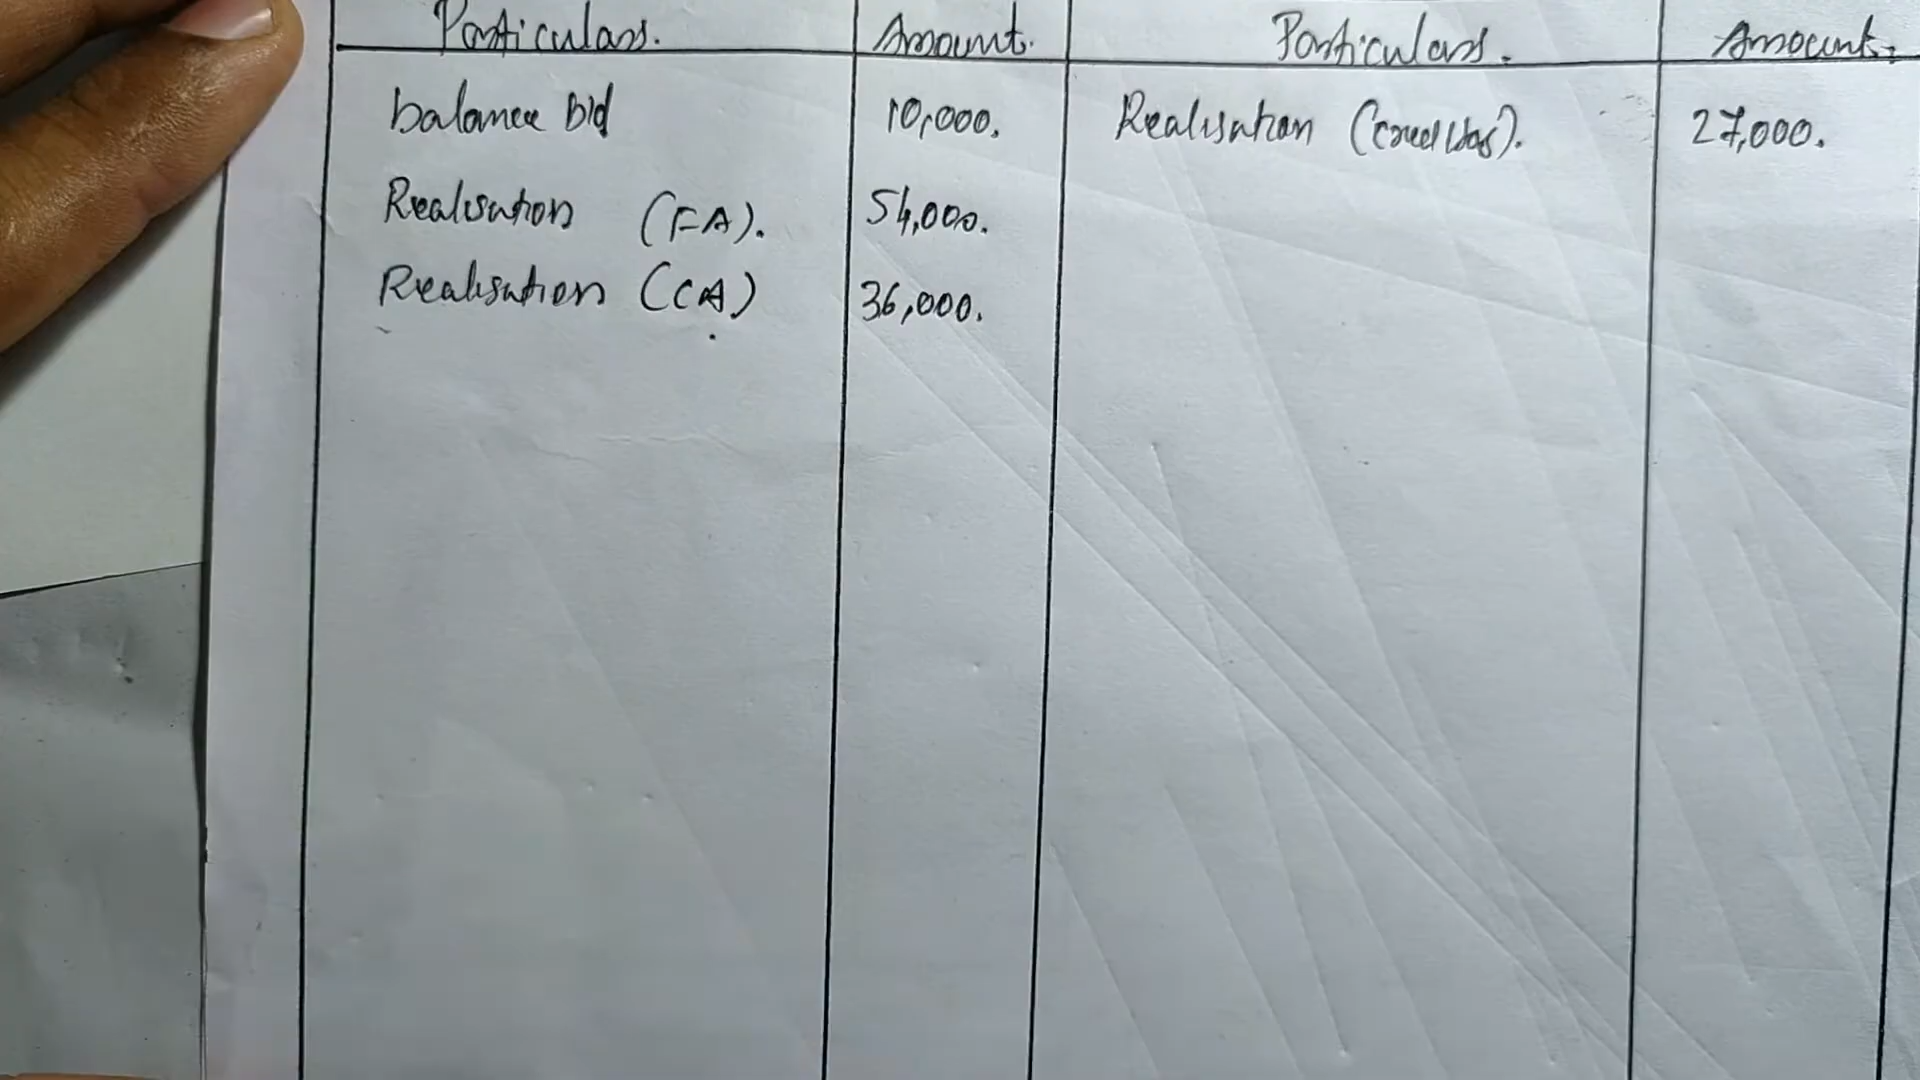 Particulars. Amount. Particulars. Amount.
balance b/d 10,000. Realisation (Creditors). 27,000.
Realisation (FA). 54,000.
Realisation (CA) 36,000.